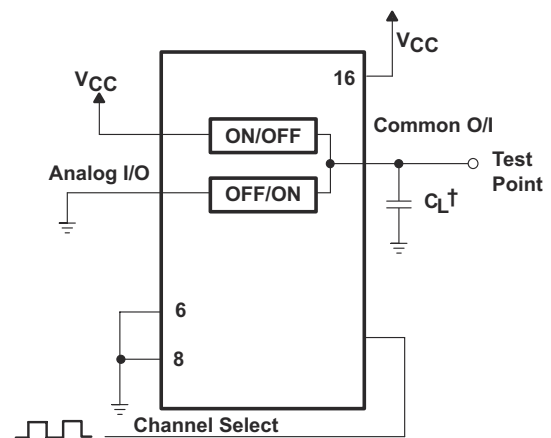 VCC
16
VCC
ON/OFF
Common O/I
Analog I/O
OFF/ON
Test
Point
CL†
6
8
Channel Select